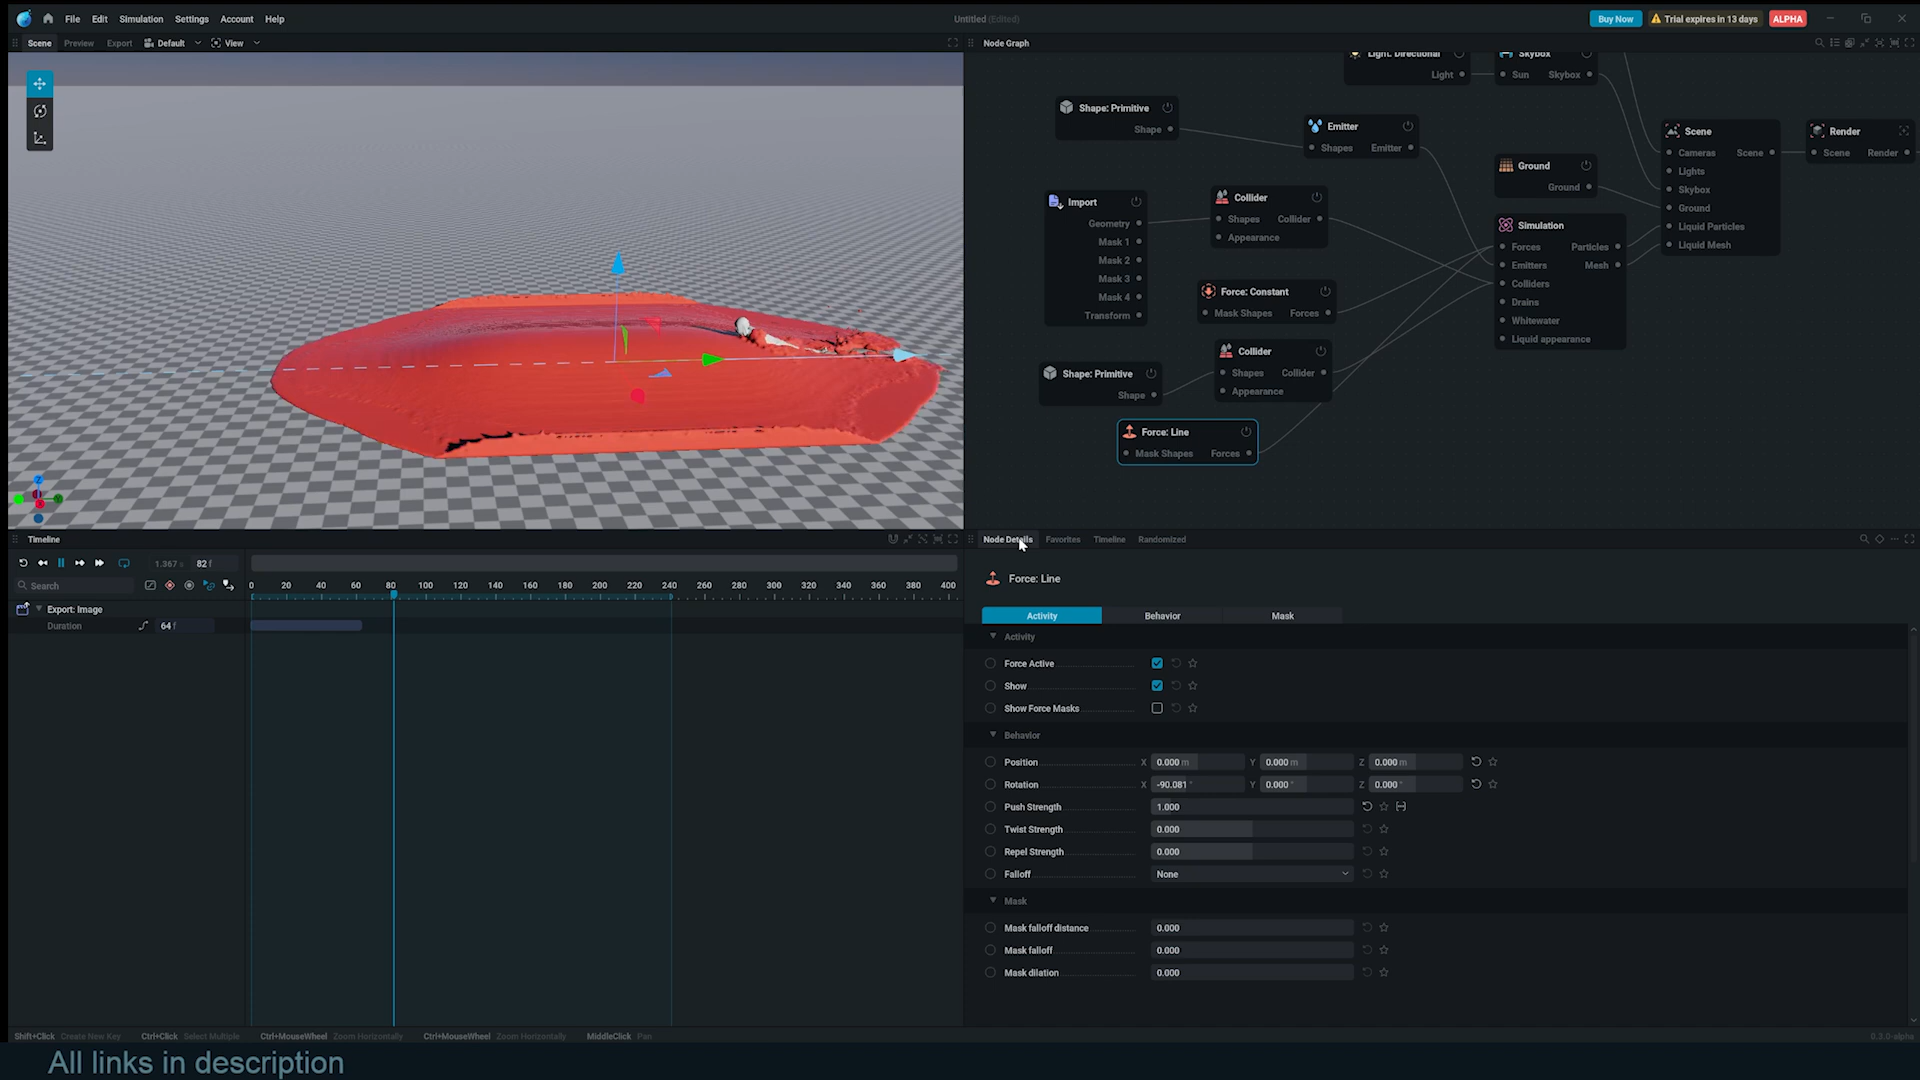 File Edit Simulation Settings Account Help
Untitled (Edited)
Buy Now Trial expires in 13 days ALPHA
Scene Preview Export Default View
Node Graph
Light: Directional
Light
Skybox
Sun Skybox
Shape: Primitive
Shape
Emitter
Shapes Emitter
Scene
Cameras Scene
Lights
Skybox
Ground
Liquid Particles
Liquid Mesh
Render
Scene Render
Ground
Ground
Import
Geometry
Mask 1
Mask 2
Mask 3
Mask 4
Transform
Collider
Shapes Collider
Appearance
Simulation
Forces Particles
Emitters Mesh
Colliders
Drains
Whitewater
Liquid appearance
Force: Constant
Mask Shapes Forces
Collider
Shapes Collider
Appearance
Shape: Primitive
Shape
Force: Line
Mask Shapes Forces
Timeline
1.367 s 82 f
Search
0 20 40 60 80 100 120 140 160 180 200 220 240 260 280 300 320 340 360 380 400
Export: Image
Duration 64 f
Node Details Favorites Timeline Randomized
Force: Line
Activity Behavior Mask
Activity
Force Active
Show
Show Force Masks
Behavior
Position X 0.000 m Y 0.000 m Z 0.000 m
Rotation X -90.081 ° Y 0.000 ° Z 0.000 °
Push Strength 1.000
Twist Strength 0.000
Repel Strength 0.000
Falloff None
Mask
Mask falloff distance 0.000
Mask falloff 0.000
Mask dilation 0.000
Shift+Click Create New Key Ctrl+Click Select Multiple Ctrl+MouseWheel Zoom Horizontally Ctrl+MouseWheel Zoom Horizontally MiddleClick Pan
0.3.0-alpha
All links in description